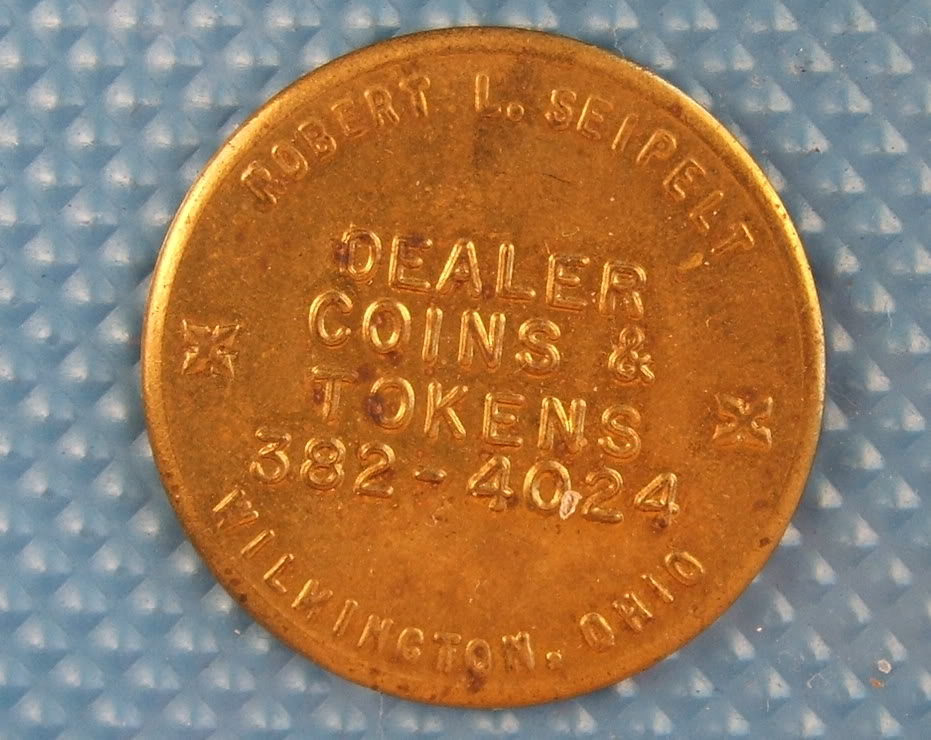 ROBERT L. SEIPELT
DEALER
COINS &
TOKENS
382-4024
WILMINGTON. OHIO